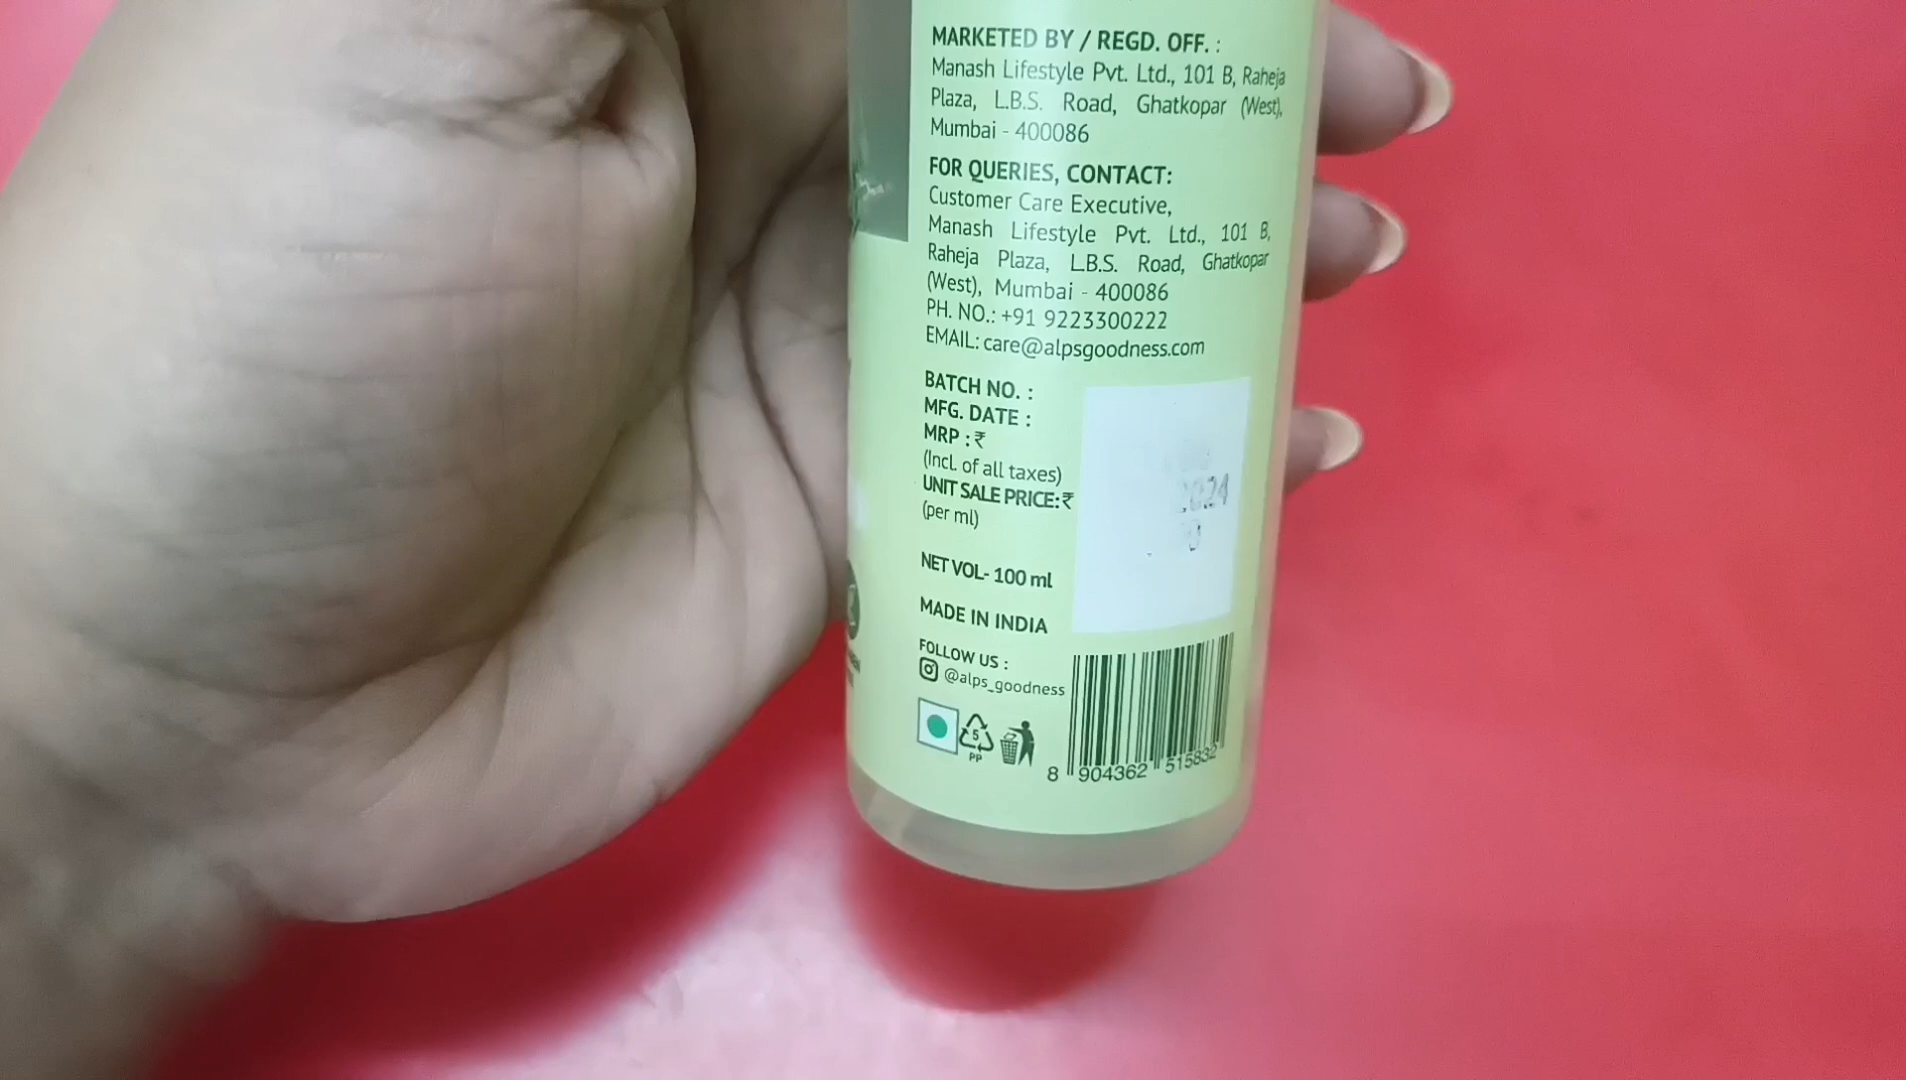 MARKETED BY / REGD. OFF. :
Manash Lifestyle Pvt. Ltd., 101 B, Raheja
Plaza, L.B.S. Road, Ghatkopar (West),
Mumbai - 400086
FOR QUERIES, CONTACT:
Customer Care Executive,
Manash Lifestyle Pvt. Ltd., 101 B,
Raheja Plaza, L.B.S. Road, Ghatkopar
(West), Mumbai - 400086
PH. NO.: +91 9223300222
EMAIL: care@alpsgoodness.com
BATCH NO. :
MFG. DATE :
MRP : ₹
(Incl. of all taxes)
UNIT SALE PRICE: ₹
(per ml)
2024
NET VOL- 100 ml
MADE IN INDIA
FOLLOW US :
@alps_goodness
5
PP
8 904362 515832